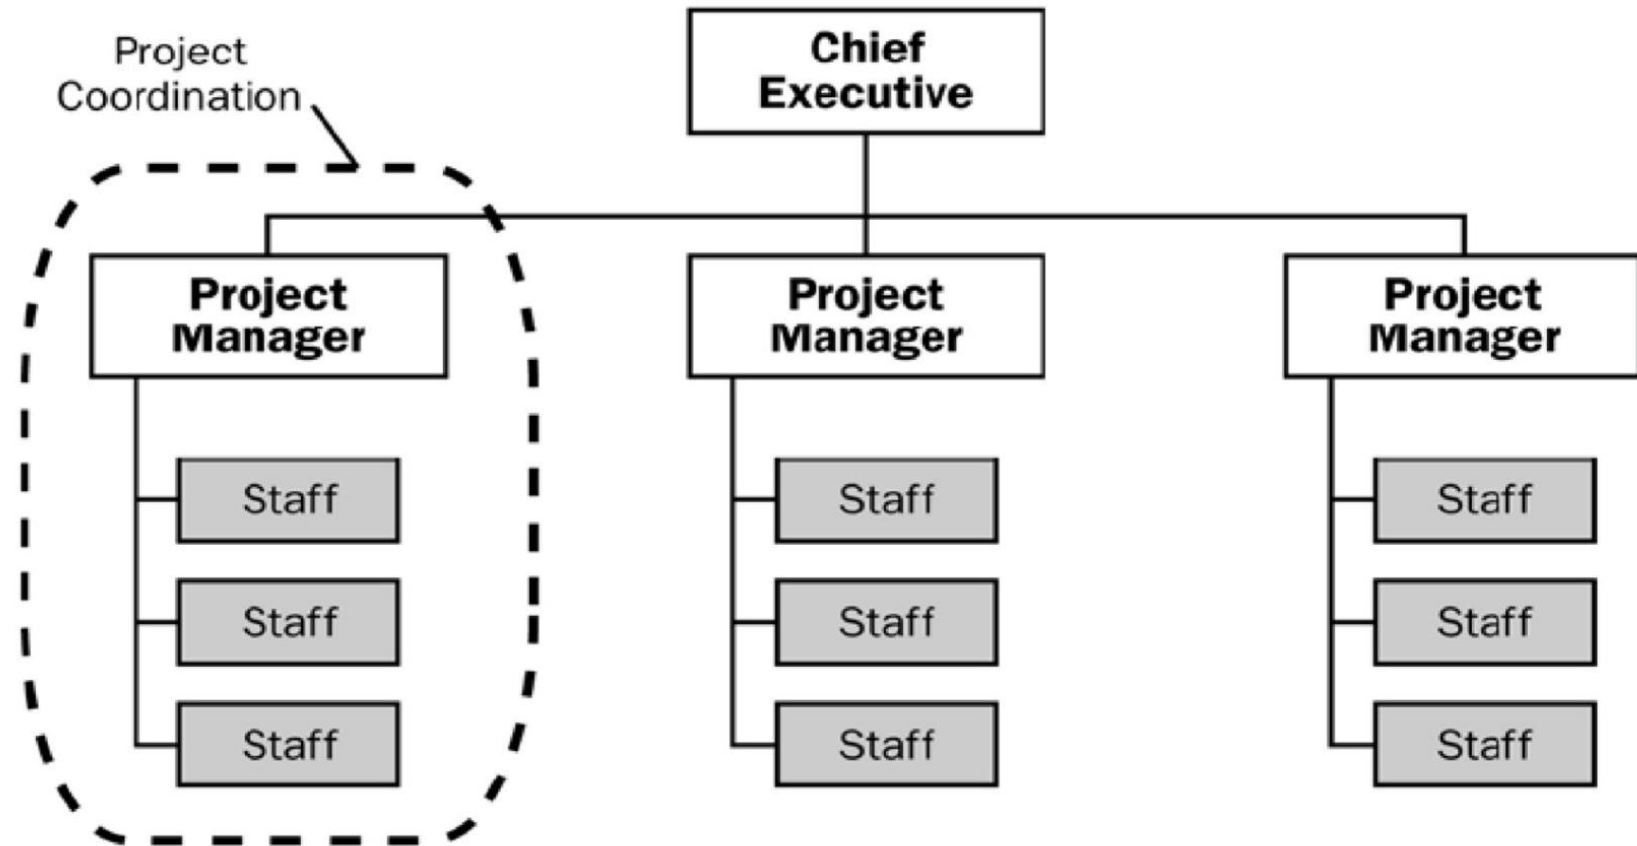 Project
Coordination
Chief
Executive
Project
Manager
Project
Manager
Project
Manager
Staff
Staff
Staff
Staff
Staff
Staff
Staff
Staff
Staff